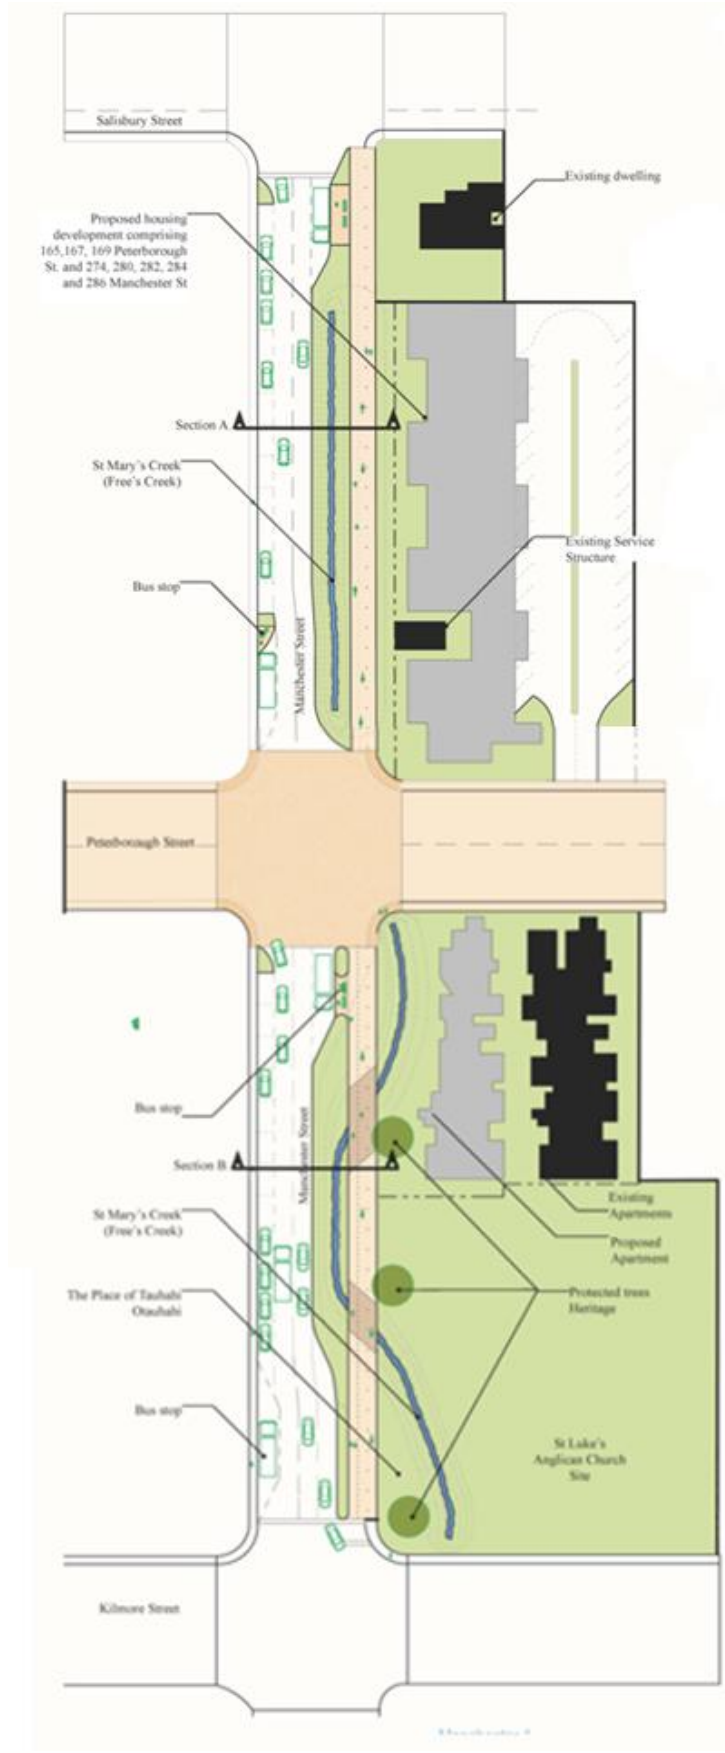 Salisbury Street
Existing dwelling
Proposed housing
development comprising
165,167, 169 Peterborough
St. and 274, 280, 282, 284
and 286 Manchester St
Section A
St Mary's Creek
(Free's Creek)
Existing Service
Structure
Bus stop
Manchester Street
Peterborough Street
Bus stop
Manchester Street
Section B
Existing
Apartments
St Mary's Creek
(Free's Creek)
Proposed
Apartment
The Place of Tautahi
Otautahi
Protected trees
Heritage
Bus stop
St Luke's
Anglican Church
Site
Kilmore Street